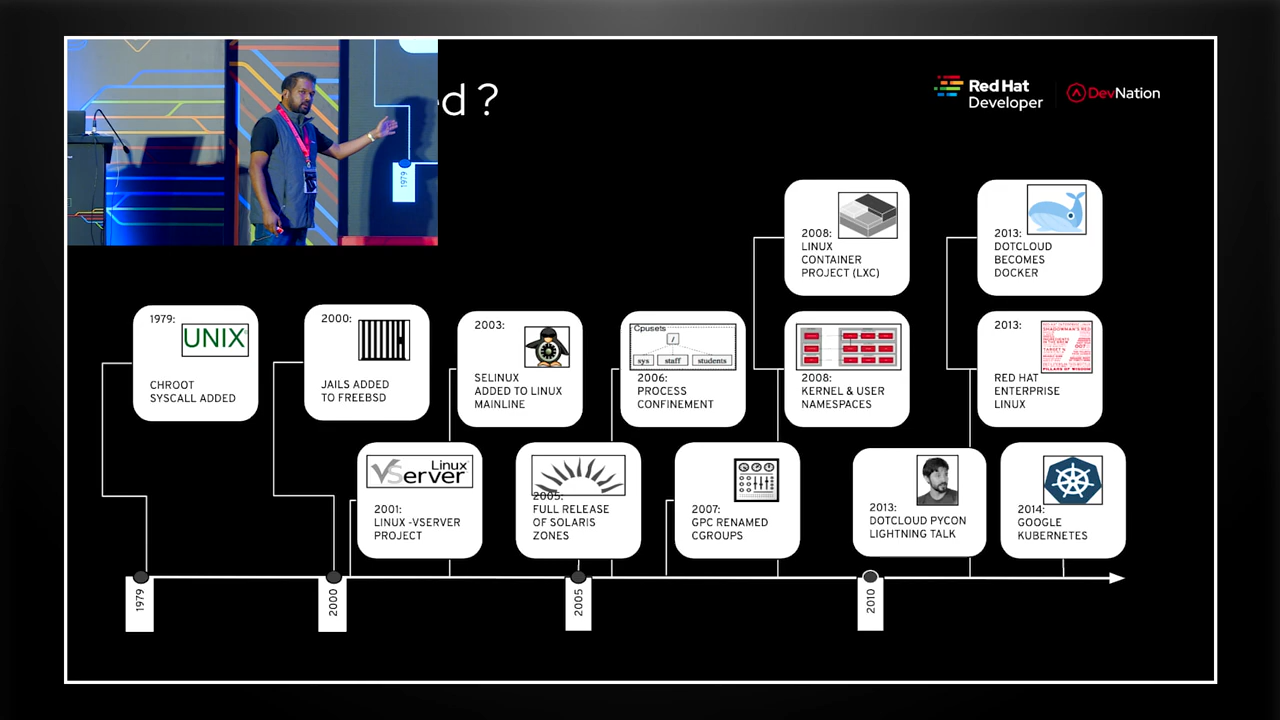 ed ?
Red Hat
Developer
DevNation
1979
2008:
LINUX
CONTAINER
PROJECT (LXC)
2013:
DOTCLOUD
BECOMES
DOCKER
1979:
UNIX
CHROOT
SYSCALL ADDED
2000:
JAILS ADDED
TO FREEBSD
2003:
SELINUX
ADDED TO LINUX
MAINLINE
Cpusets
/
sys staff students
2006:
PROCESS
CONFINEMENT
2008:
KERNEL & USER
NAMESPACES
2013:
RED HAT
ENTERPRISE
LINUX
Linux
VServer
2001:
LINUX -VSERVER
PROJECT
2005:
FULL RELEASE
OF SOLARIS
ZONES
2007:
GPC RENAMED
CGROUPS
2013:
DOTCLOUD PYCON
LIGHTNING TALK
2014:
GOOGLE
KUBERNETES
1979
2000
2005
2010